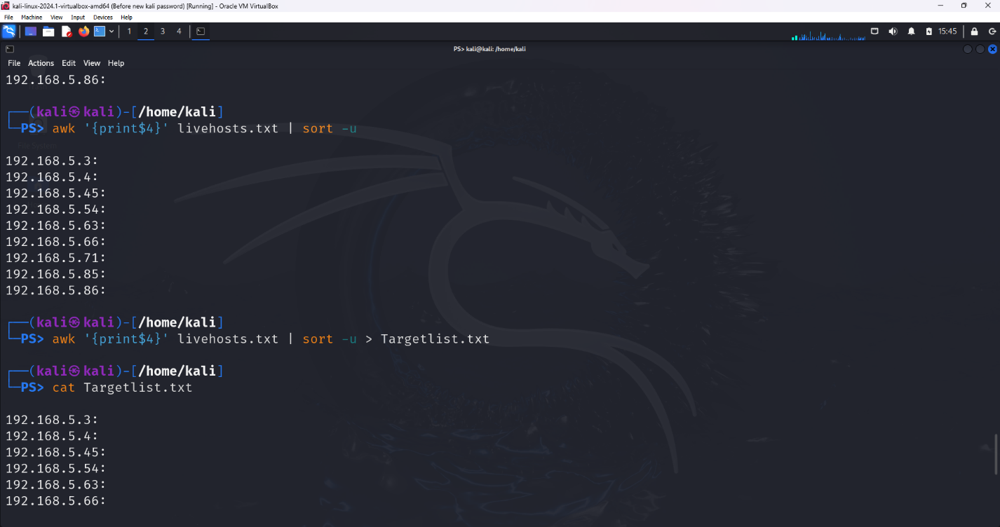 kali-linux-2024.1-virtualbox-amd64 (Before new kali password) [Running] - Oracle VM VirtualBox
File Machine View Input Devices Help
1 2 3 4 15:45
PS> kali@kali: /home/kali
File Actions Edit View Help
192.168.5.86:
(kali㉿kali)-[/home/kali]
PS> awk '{print$4}' livehosts.txt | sort -u
File System
192.168.5.3:
192.168.5.4:
192.168.5.45:
192.168.5.54:
192.168.5.63:
192.168.5.66:
192.168.5.71:
192.168.5.85:
192.168.5.86:
(kali㉿kali)-[/home/kali]
PS> awk '{print$4}' livehosts.txt | sort -u > Targetlist.txt
(kali㉿kali)-[/home/kali]
PS> cat Targetlist.txt
192.168.5.3:
192.168.5.4:
192.168.5.45:
192.168.5.54:
192.168.5.63:
192.168.5.66: